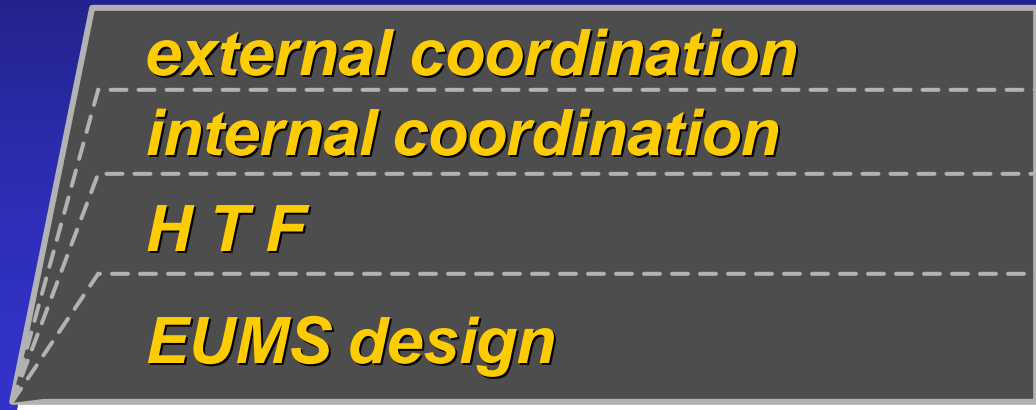 external coordination
internal coordination
H T F
EUMS design